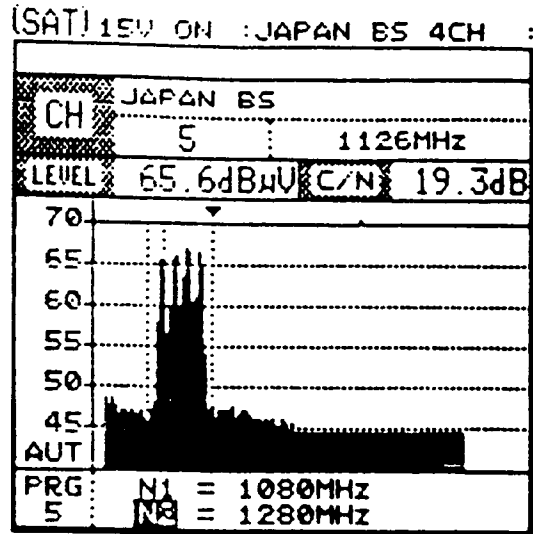 (SAT) 15V ON :JAPAN BS 4CH :
CH JAPAN BS
5 1126MHz
LEVEL 65.6dBμV C/N 19.3dB
70
65
60
55
50
45
AUT
PRG N1 = 1080MHz
5 N8 = 1280MHz